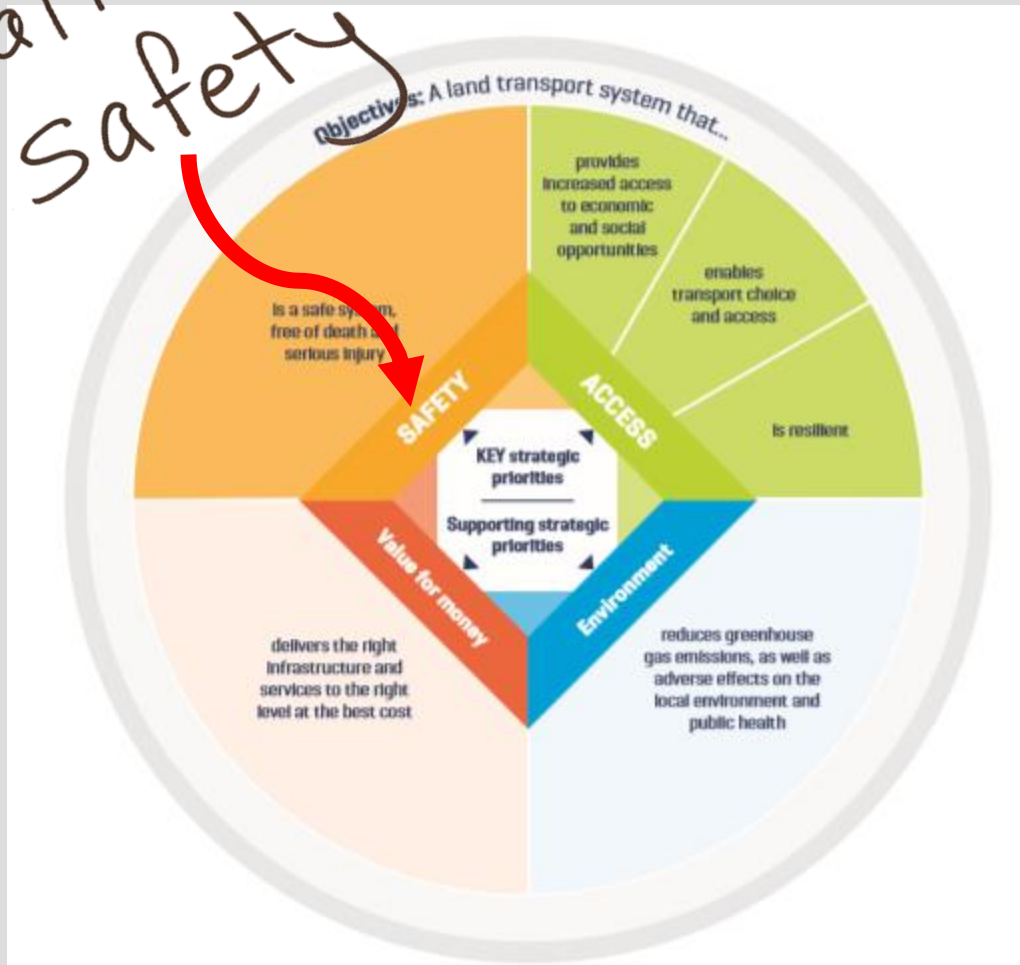 safety
Objectives: A land transport system that...
provides
increased access
to economic
and social
opportunities
enables
transport choice
and access
is resilient
is a safe system,
free of death and
serious injury
SAFETY
ACCESS
KEY strategic
priorities
Supporting strategic
priorities
Value for money
Environment
delivers the right
infrastructure and
services to the right
level at the best cost
reduces greenhouse
gas emissions, as well as
adverse effects on the
local environment and
public health